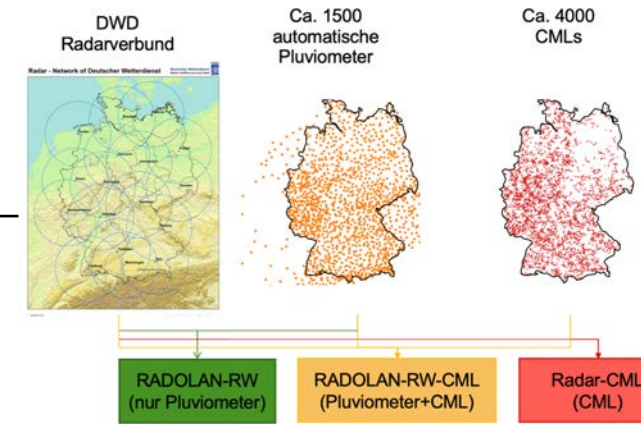 DWD
Radarverbund
Ca. 1500
automatische
Pluviometer
Ca. 4000
CMLs
Radar - Network of Deutscher Wetterdienst
RADOLAN-RW
(nur Pluviometer)
RADOLAN-RW-CML
(Pluviometer+CML)
Radar-CML
(CML)